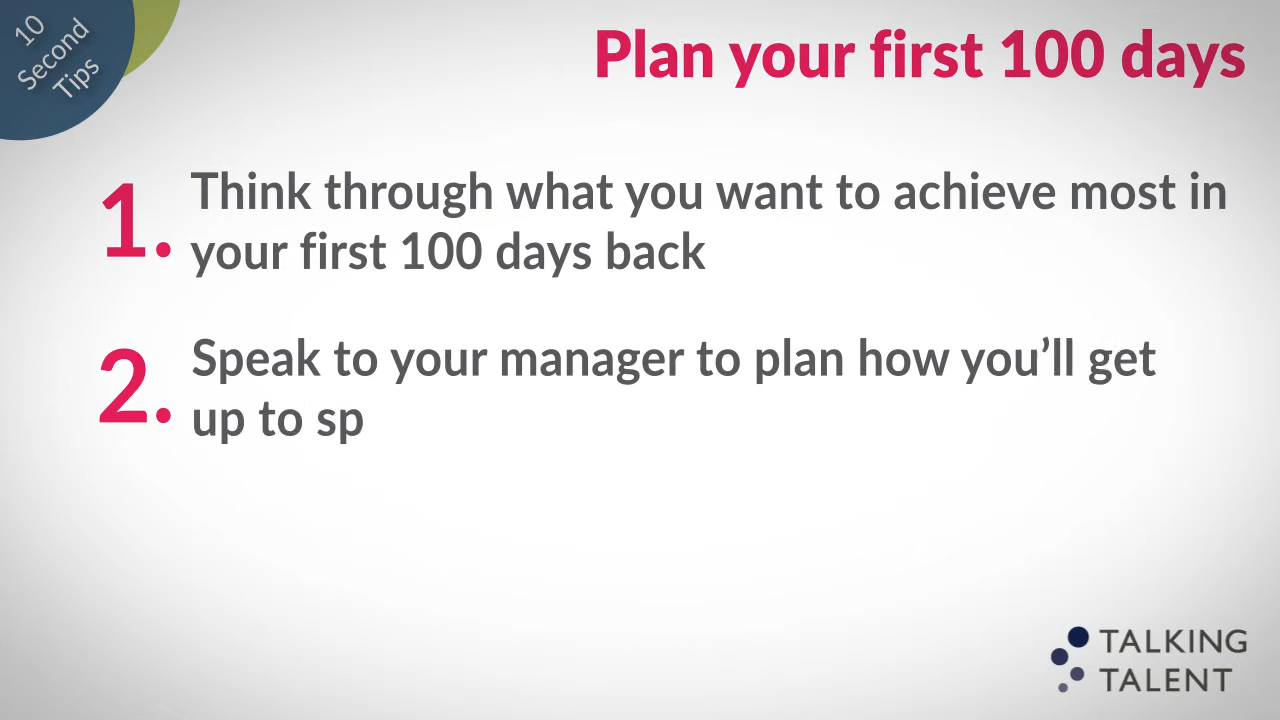 10
Second
Tips
Plan your first 100 days
1. Think through what you want to achieve most in
your first 100 days back
2. Speak to your manager to plan how you’ll get
up to sp
TALKING
TALENT